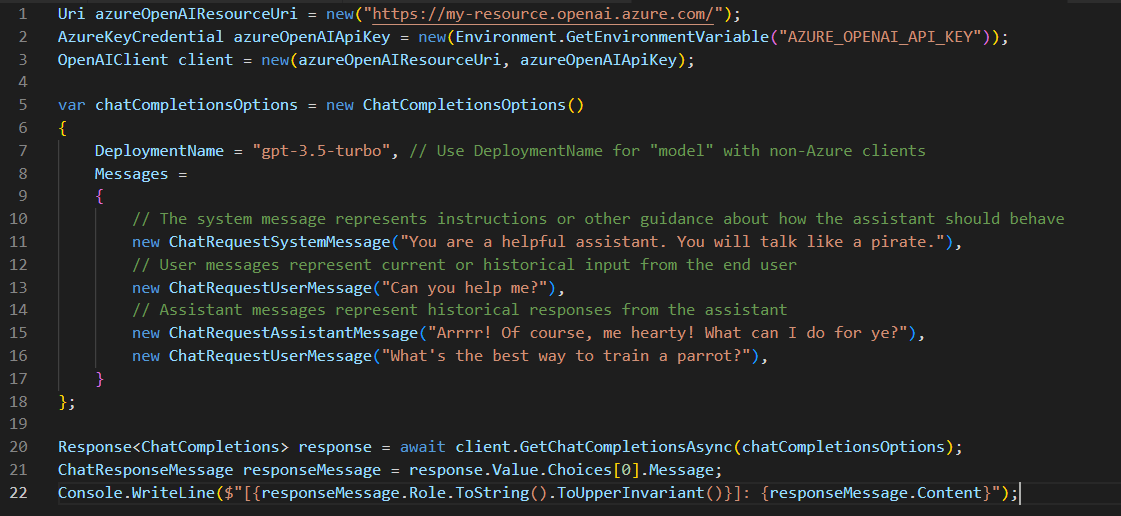 1 Uri azureOpenAIResourceUri = new("https://my-resource.openai.azure.com/");
2 AzureKeyCredential azureOpenAIApiKey = new(Environment.GetEnvironmentVariable("AZURE_OPENAI_API_KEY"));
3 OpenAIClient client = new(azureOpenAIResourceUri, azureOpenAIApiKey);
4
5 var chatCompletionsOptions = new ChatCompletionsOptions()
6 {
7     DeploymentName = "gpt-3.5-turbo", // Use DeploymentName for "model" with non-Azure clients
8     Messages =
9     {
10         // The system message represents instructions or other guidance about how the assistant should behave
11         new ChatRequestSystemMessage("You are a helpful assistant. You will talk like a pirate."),
12         // User messages represent current or historical input from the end user
13         new ChatRequestUserMessage("Can you help me?"),
14         // Assistant messages represent historical responses from the assistant
15         new ChatRequestAssistantMessage("Arrrr! Of course, me hearty! What can I do for ye?"),
16         new ChatRequestUserMessage("What's the best way to train a parrot?"),
17     }
18 };
19
20 Response<ChatCompletions> response = await client.GetChatCompletionsAsync(chatCompletionsOptions);
21 ChatResponseMessage responseMessage = response.Value.Choices[0].Message;
22 Console.WriteLine($"[{responseMessage.Role.ToString().ToUpperInvariant()}]: {responseMessage.Content}");